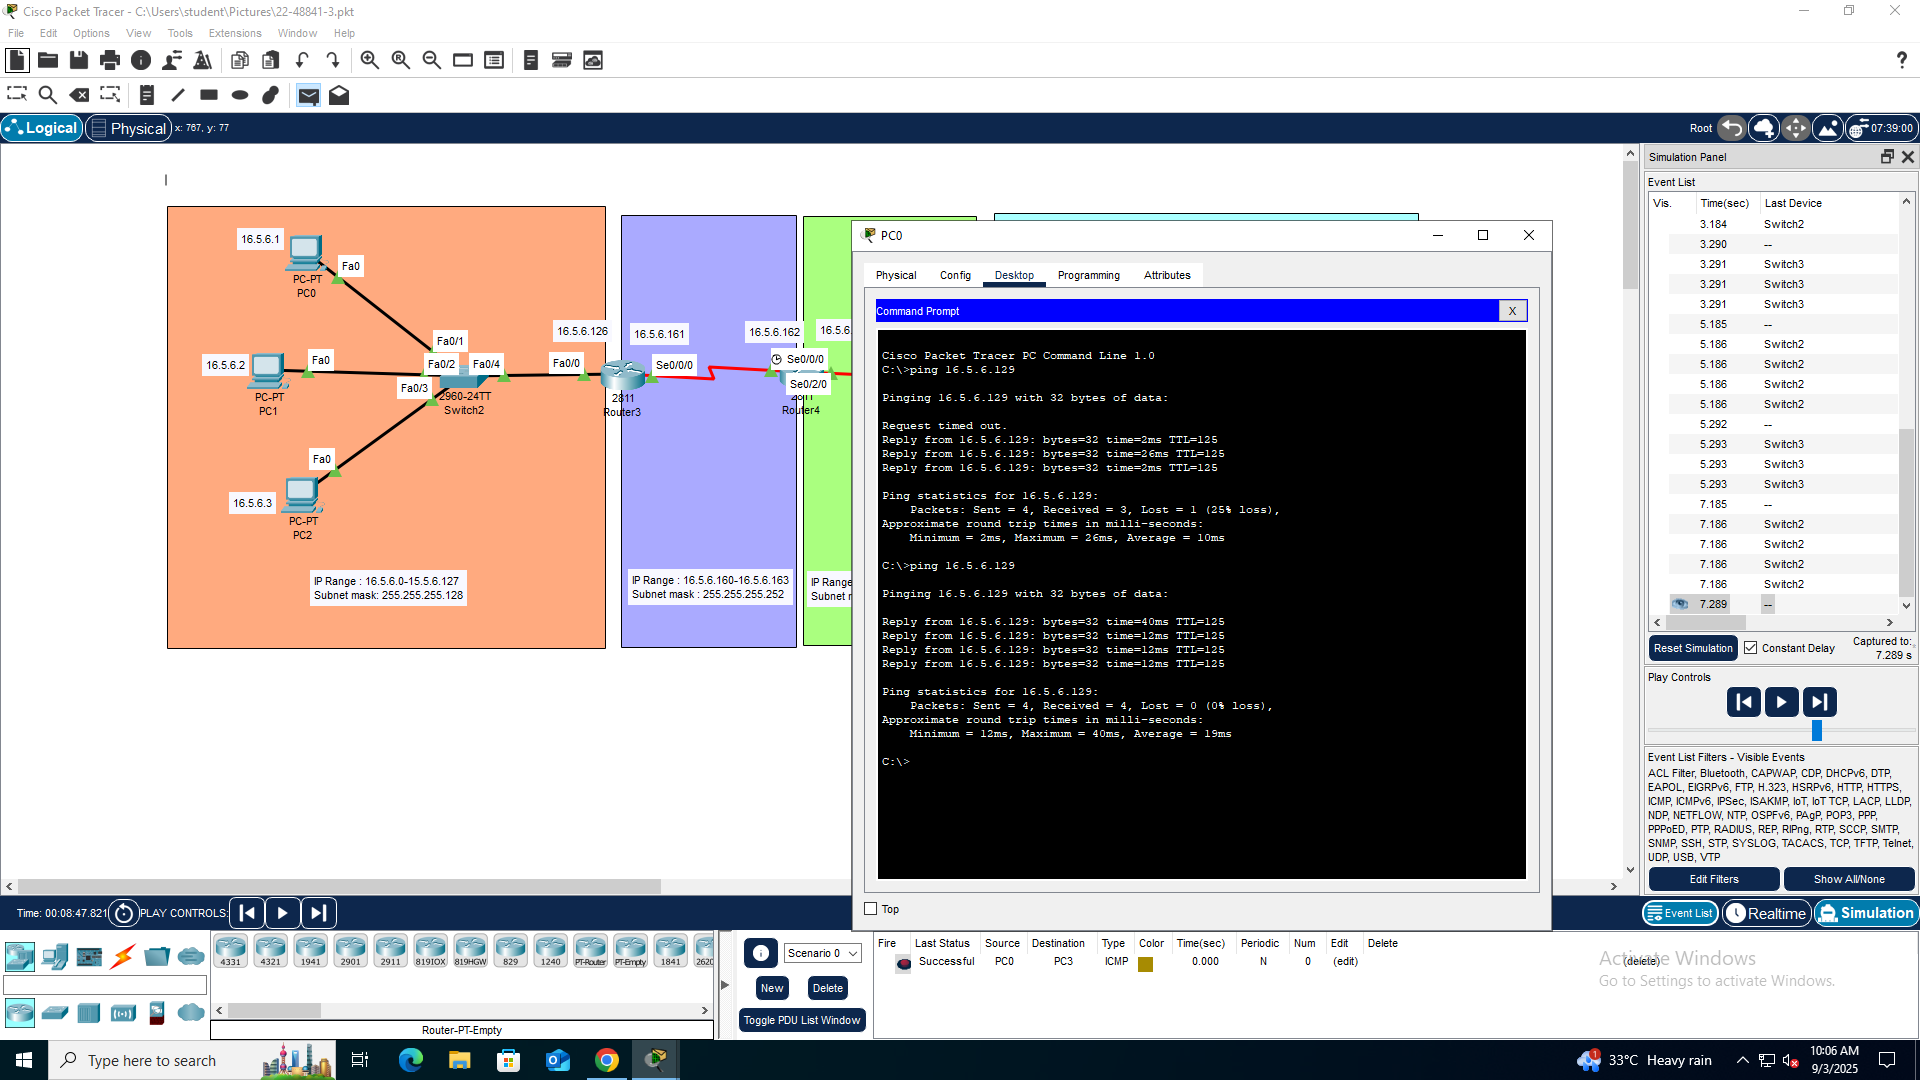 Cisco Packet Tracer - C:\Users\student\Pictures\22-48841-3.pkt
File Edit Options View Tools Extensions Window Help
Logical Physical x: 767, y: 77
Root 07:39:00
16.5.6.1
Fa0
PC-PT
PC0
16.5.6.2
Fa0
PC-PT
PC1
Fa0
16.5.6.3
PC-PT
PC2
Fa0/1
Fa0/2
Fa0/4
Fa0/3
2960-24TT
Switch2
16.5.6.126
Fa0/0
2811
Router3
IP Range : 16.5.6.0-15.5.6.127
Subnet mask: 255.255.255.128
16.5.6.161
Se0/0/0
16.5.6.162
Se0/0/0
Se0/2/0
2811
Router4
IP Range : 16.5.6.160-16.5.6.163
Subnet mask : 255.255.255.252
16.5.6
IP Range
Subnet
PC0
Physical Config Desktop Programming Attributes
Command Prompt
X
Cisco Packet Tracer PC Command Line 1.0
C:\>ping 16.5.6.129
Pinging 16.5.6.129 with 32 bytes of data:
Request timed out.
Reply from 16.5.6.129: bytes=32 time=2ms TTL=125
Reply from 16.5.6.129: bytes=32 time=26ms TTL=125
Reply from 16.5.6.129: bytes=32 time=2ms TTL=125
Ping statistics for 16.5.6.129:
Packets: Sent = 4, Received = 3, Lost = 1 (25% loss),
Approximate round trip times in milli-seconds:
Minimum = 2ms, Maximum = 26ms, Average = 10ms
C:\>ping 16.5.6.129
Pinging 16.5.6.129 with 32 bytes of data:
Reply from 16.5.6.129: bytes=32 time=40ms TTL=125
Reply from 16.5.6.129: bytes=32 time=12ms TTL=125
Reply from 16.5.6.129: bytes=32 time=12ms TTL=125
Reply from 16.5.6.129: bytes=32 time=12ms TTL=125
Ping statistics for 16.5.6.129:
Packets: Sent = 4, Received = 4, Lost = 0 (0% loss),
Approximate round trip times in milli-seconds:
Minimum = 12ms, Maximum = 40ms, Average = 19ms
C:\>
Top
Simulation Panel
Event List
Vis. Time(sec) Last Device
3.184 Switch2
3.290 --
3.291 Switch3
3.291 Switch3
3.291 Switch3
5.185 --
5.186 Switch2
5.186 Switch2
5.186 Switch2
5.186 Switch2
5.292 --
5.293 Switch3
5.293 Switch3
5.293 Switch3
7.185 --
7.186 Switch2
7.186 Switch2
7.186 Switch2
7.186 Switch2
7.289 --
Reset Simulation Constant Delay Captured to:
7.289 s
Play Controls
Event List Filters - Visible Events
ACL Filter, Bluetooth, CAPWAP, CDP, DHCPv6, DTP,
EAPOL, EIGRPv6, FTP, H.323, HSRPv6, HTTP, HTTPS,
ICMP, ICMPv6, IPSec, ISAKMP, IoT, IoT TCP, LACP, LLDP,
NDP, NETFLOW, NTP, OSPFv6, PAgP, POP3, PPP,
PPPoED, PTP, RADIUS, REP, RIPng, RTP, SCCP, SMTP,
SNMP, SSH, STP, SYSLOG, TACACS, TCP, TFTP, Telnet,
UDP, USB, VTP
Edit Filters Show All/None
Time: 00:08:47.821 PLAY CONTROLS:
Event List Realtime Simulation
4331 4321 1941 2901 2911 819IOX 819HGW 829 1240 PT-Router PT-Empty 1841 2620
Router-PT-Empty
Scenario 0
New Delete
Toggle PDU List Window
Fire Last Status Source Destination Type Color Time(sec) Periodic Num Edit Delete
Successful PC0 PC3 ICMP 0.000 N 0 (edit) (delete)
Activate Windows
Go to Settings to activate Windows.
Type here to search
33°C Heavy rain
10:06 AM
9/3/2025